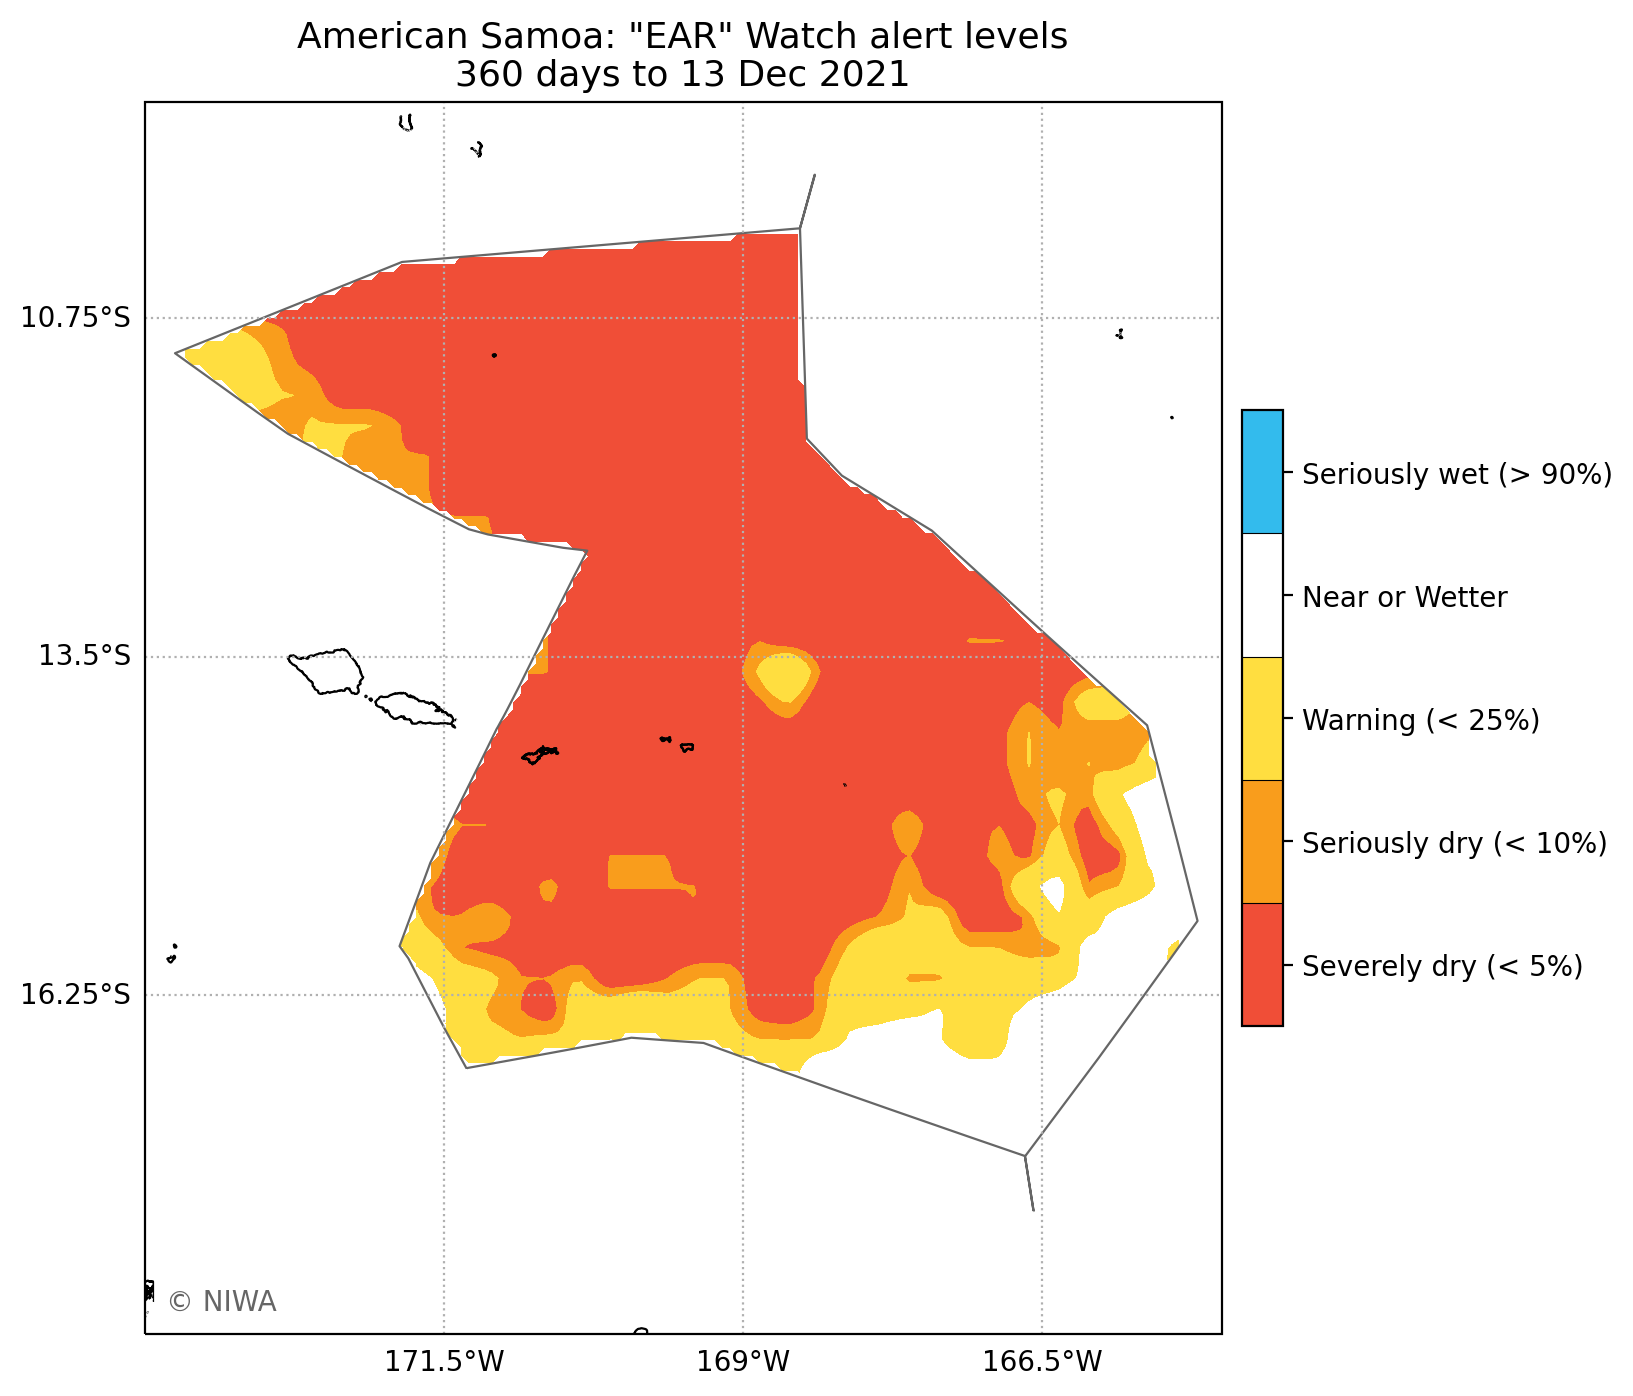 American Samoa: "EAR" Watch alert levels
360 days to 13 Dec 2021
10.75°S
13.5°S
16.25°S
171.5°W
169°W
166.5°W
Seriously wet (> 90%)
Near or Wetter
Warning (< 25%)
Seriously dry (< 10%)
Severely dry (< 5%)
© NIWA